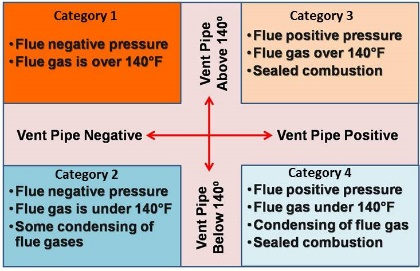 Category 1
• Flue negative pressure
• Flue gas is over 140°F
Vent Pipe
Above 140º
Category 3
• Flue positive pressure
• Flue gas over 140°F
• Sealed combustion
Vent Pipe Negative
Vent Pipe Positive
Category 2
• Flue negative pressure
• Flue gas is under 140°F
• Some condensing of
flue gases
Vent Pipe
Below 140º
Category 4
• Flue positive pressure
• Flue gas under 140°F
• Condensing of flue gas
• Sealed combustion